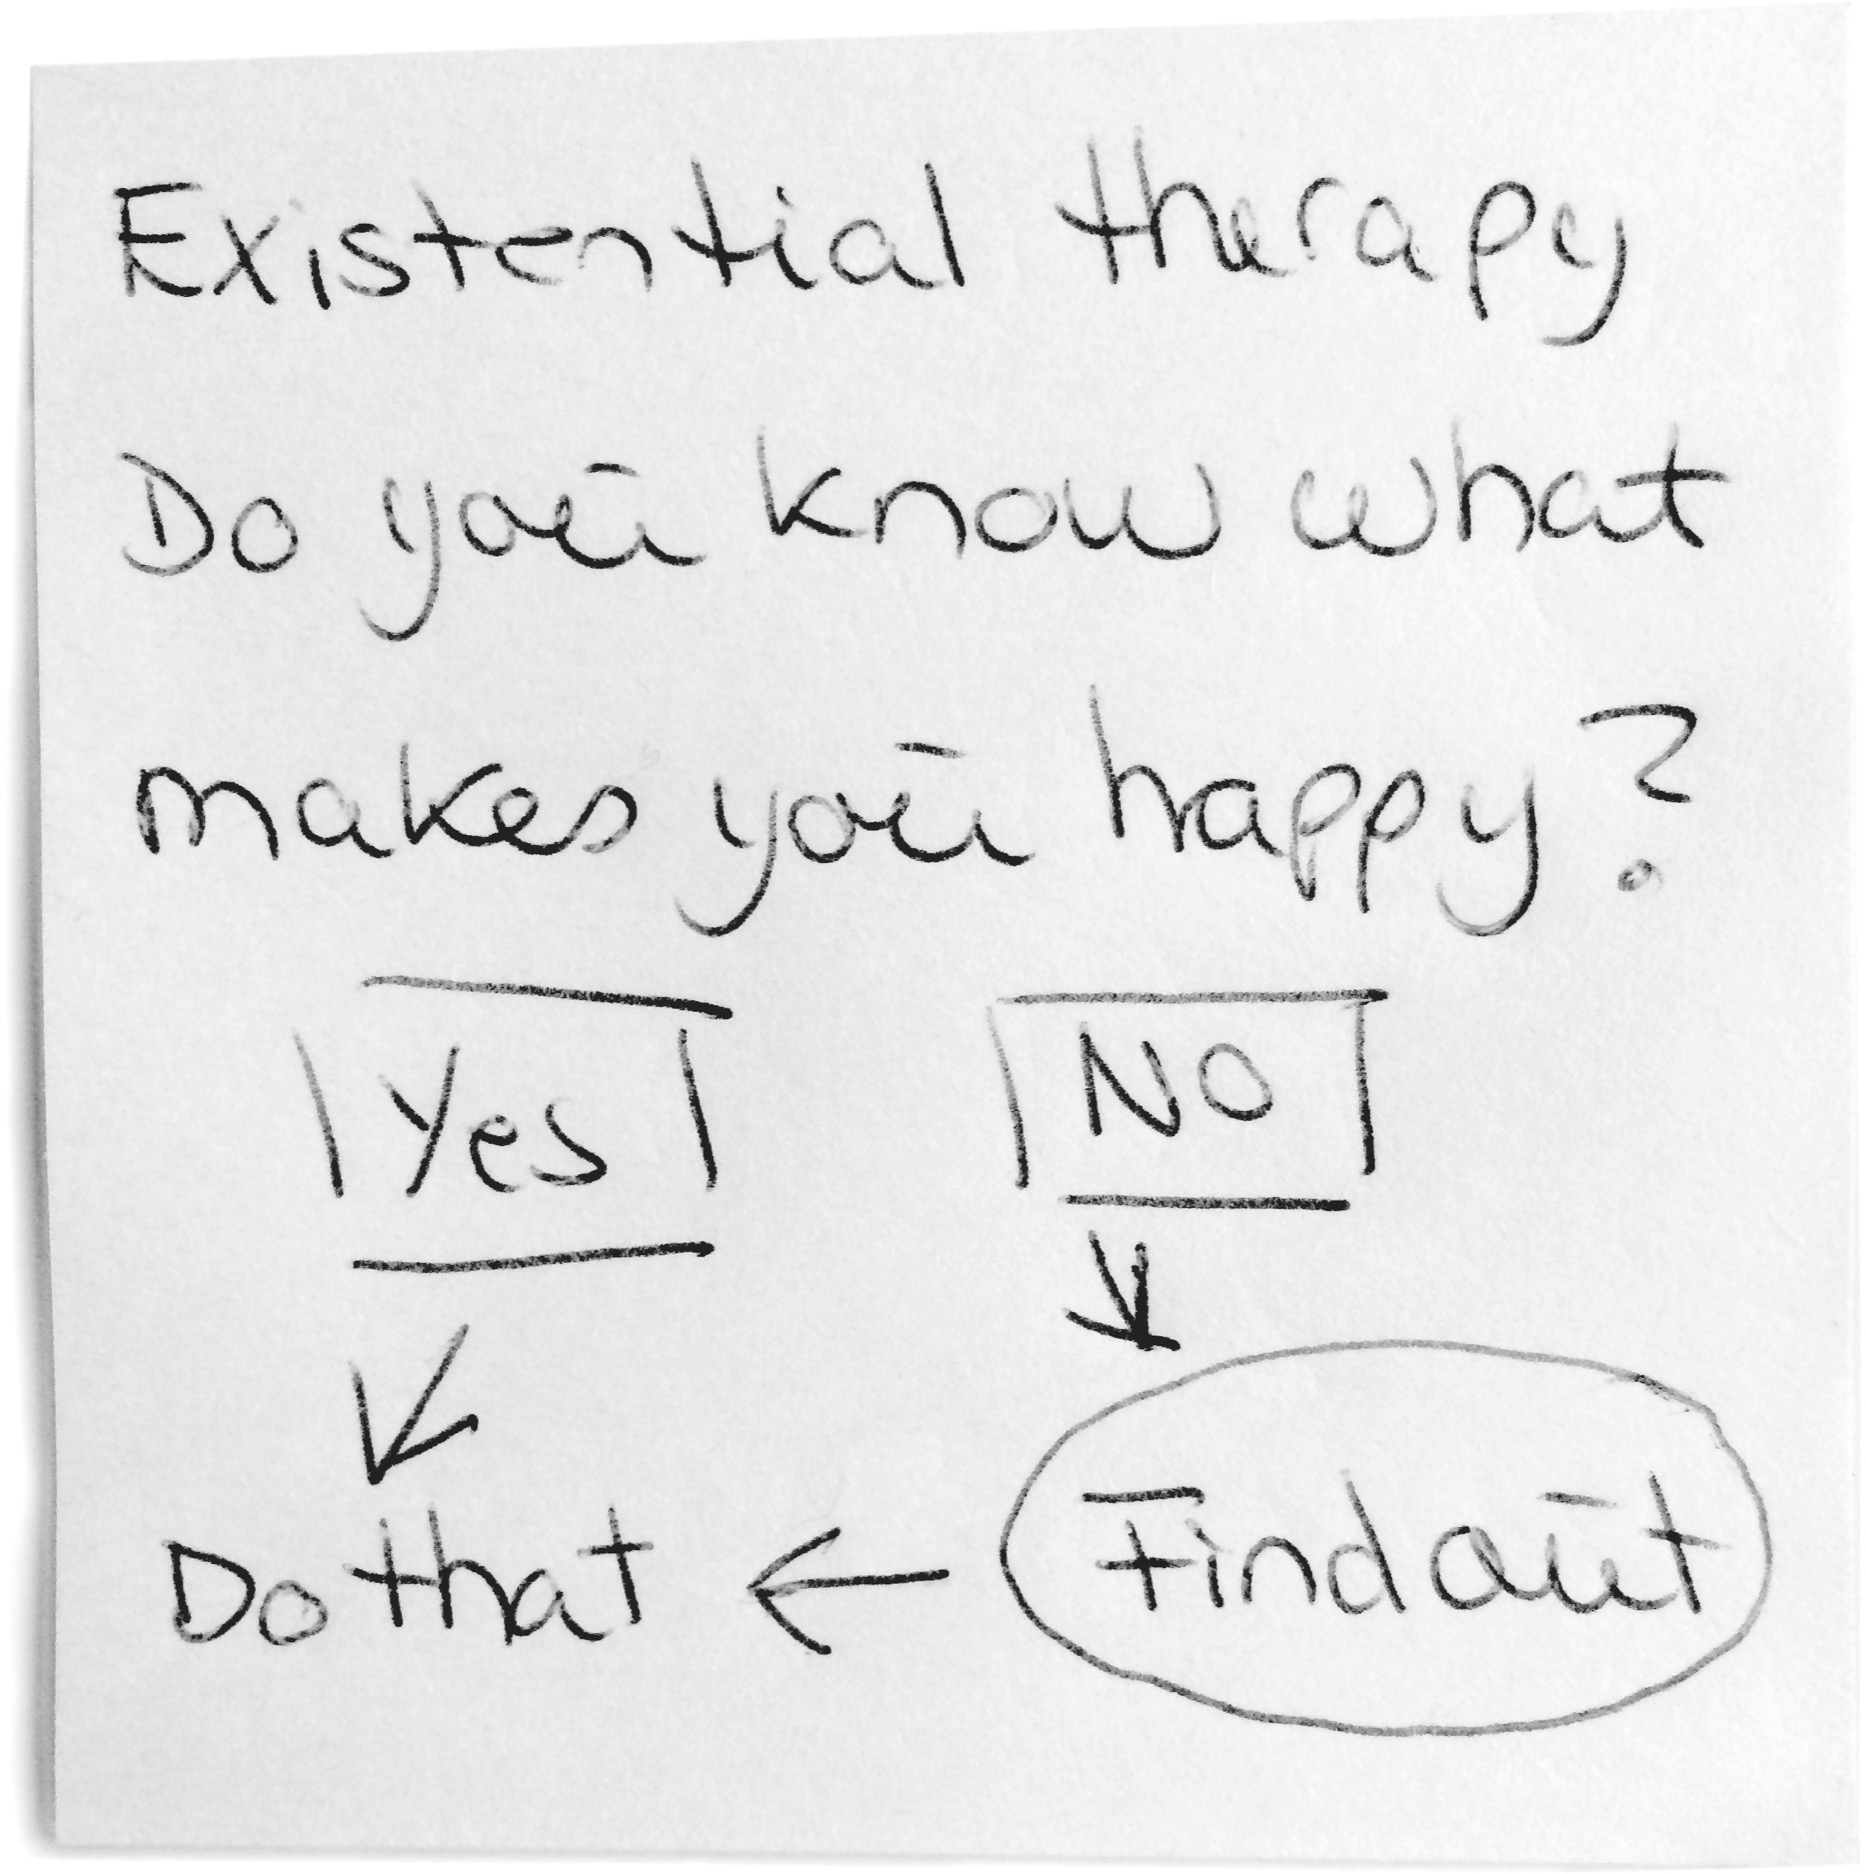 Existential therapy
Do you know what
makes you happy?
Yes NO
Do that ← Find out